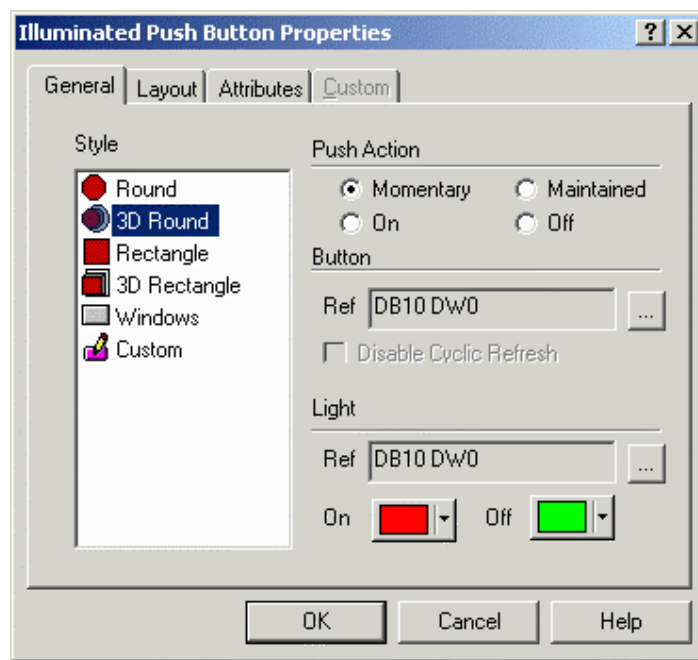 Illuminated Push Button Properties
? X
General Layout Attributes Custom
Style
Round
3D Round
Rectangle
3D Rectangle
Windows
Custom
Push Action
Momentary Maintained
On Off
Button
Ref DB10 DW0 ...
Disable Cyclic Refresh
Light
Ref DB10 DW0 ...
On Off
OK Cancel Help